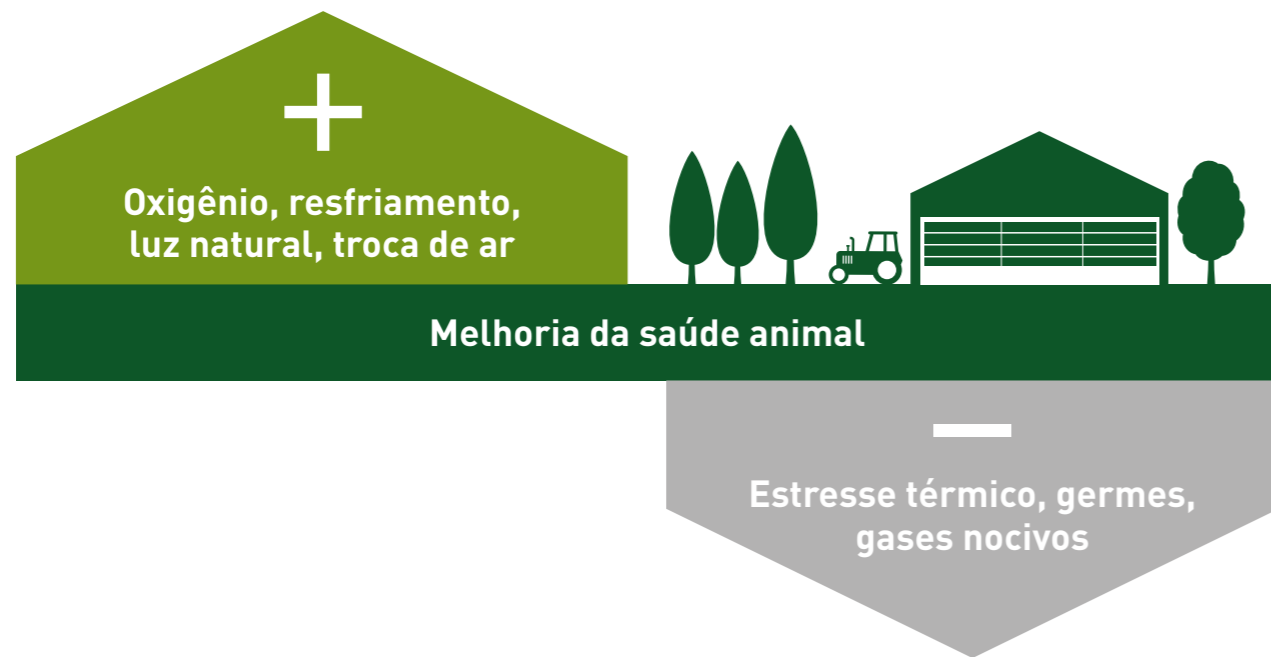 +
Oxigênio, resfriamento,
luz natural, troca de ar
Melhoria da saúde animal
—
Estresse térmico, germes,
gases nocivos